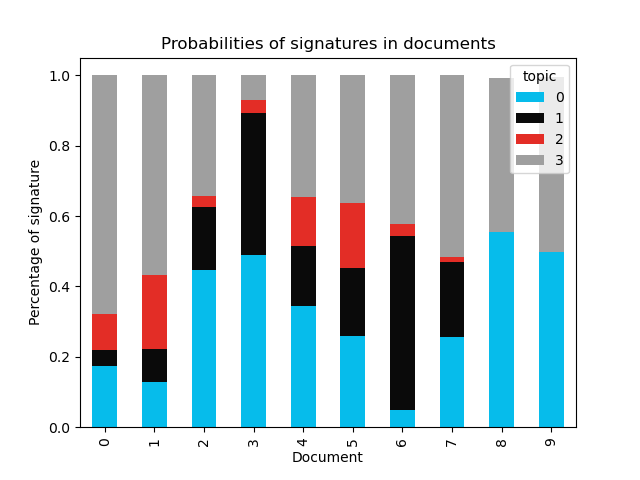 Probabilities of signatures in documents
topic
0
1
2
3
Percentage of signature
1.0
0.8
0.6
0.4
0.2
0.0
0 1 2 3 4 5 6 7 8 9
Document